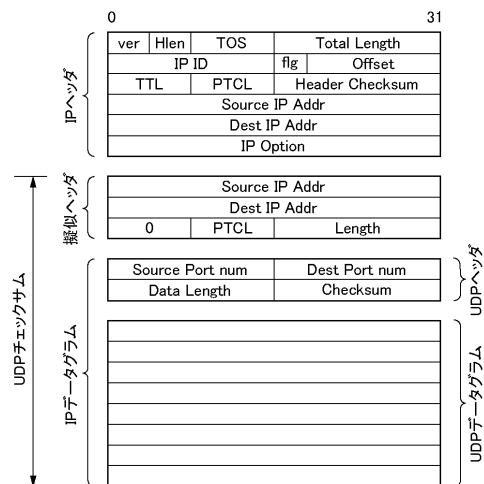 0 31
ver Hlen TOS Total Length
IP ID flg Offset
TTL PTCL Header Checksum
Source IP Addr
Dest IP Addr
IP Option
IPヘッダ
Source IP Addr
Dest IP Addr
0 PTCL Length
擬似ヘッダ
Source Port num Dest Port num
Data Length Checksum
UDPヘッダ
UDPチェックサム
IPデータグラム
UDPデータグラム